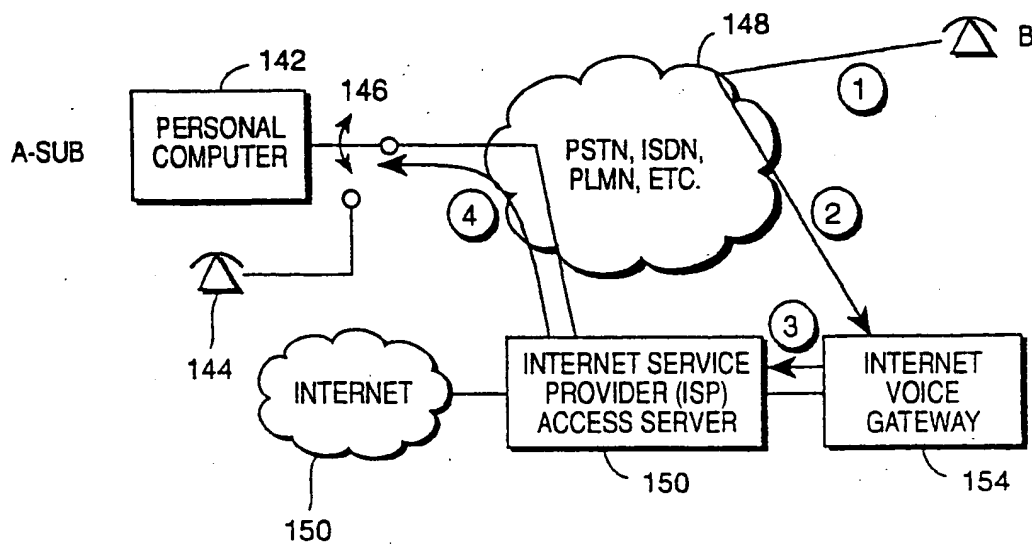 148
B
142
146
1
A-SUB
PERSONAL
COMPUTER
PSTN, ISDN,
PLMN, ETC.
4
2
3
144
INTERNET
INTERNET SERVICE
PROVIDER (ISP)
ACCESS SERVER
INTERNET
VOICE
GATEWAY
150
150
154